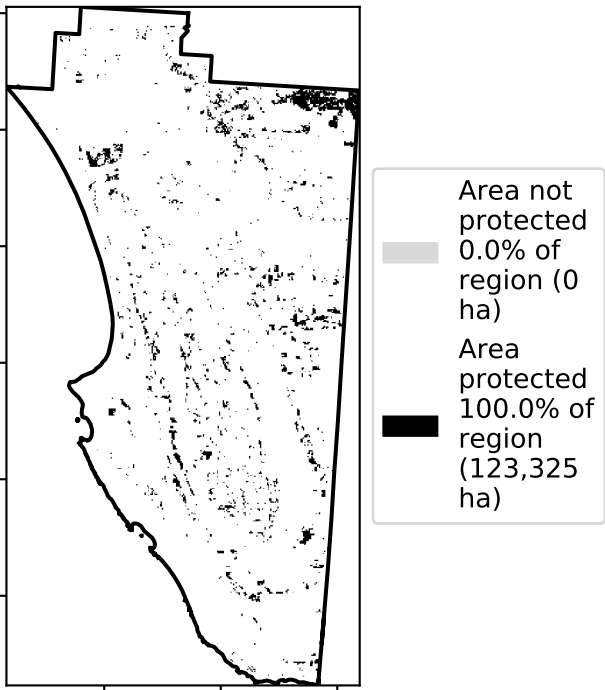 Area not
protected
0.0% of
region (0
ha)
Area
protected
100.0% of
region
(123,325
ha)